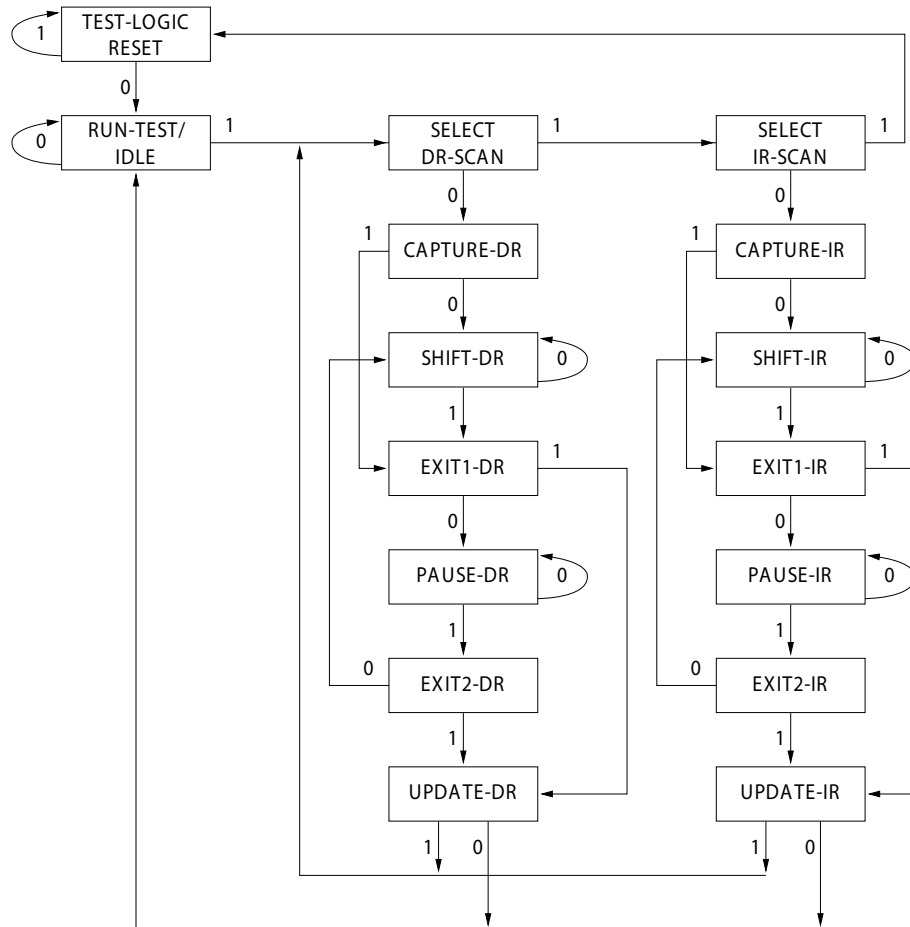 TEST-LOGIC
RESET
1
0
RUN-TEST/
IDLE
0
1
SELECT
DR-SCAN
1
SELECT
IR-SCAN
1
0
0
1
CAPTURE-DR
1
CAPTURE-IR
0
0
SHIFT-DR
0
SHIFT-IR
0
1
1
EXIT1-DR
1
EXIT1-IR
1
0
0
PAUSE-DR
0
PAUSE-IR
0
1
1
0
EXIT2-DR
0
EXIT2-IR
1
1
UPDATE-DR
UPDATE-IR
1
0
1
0